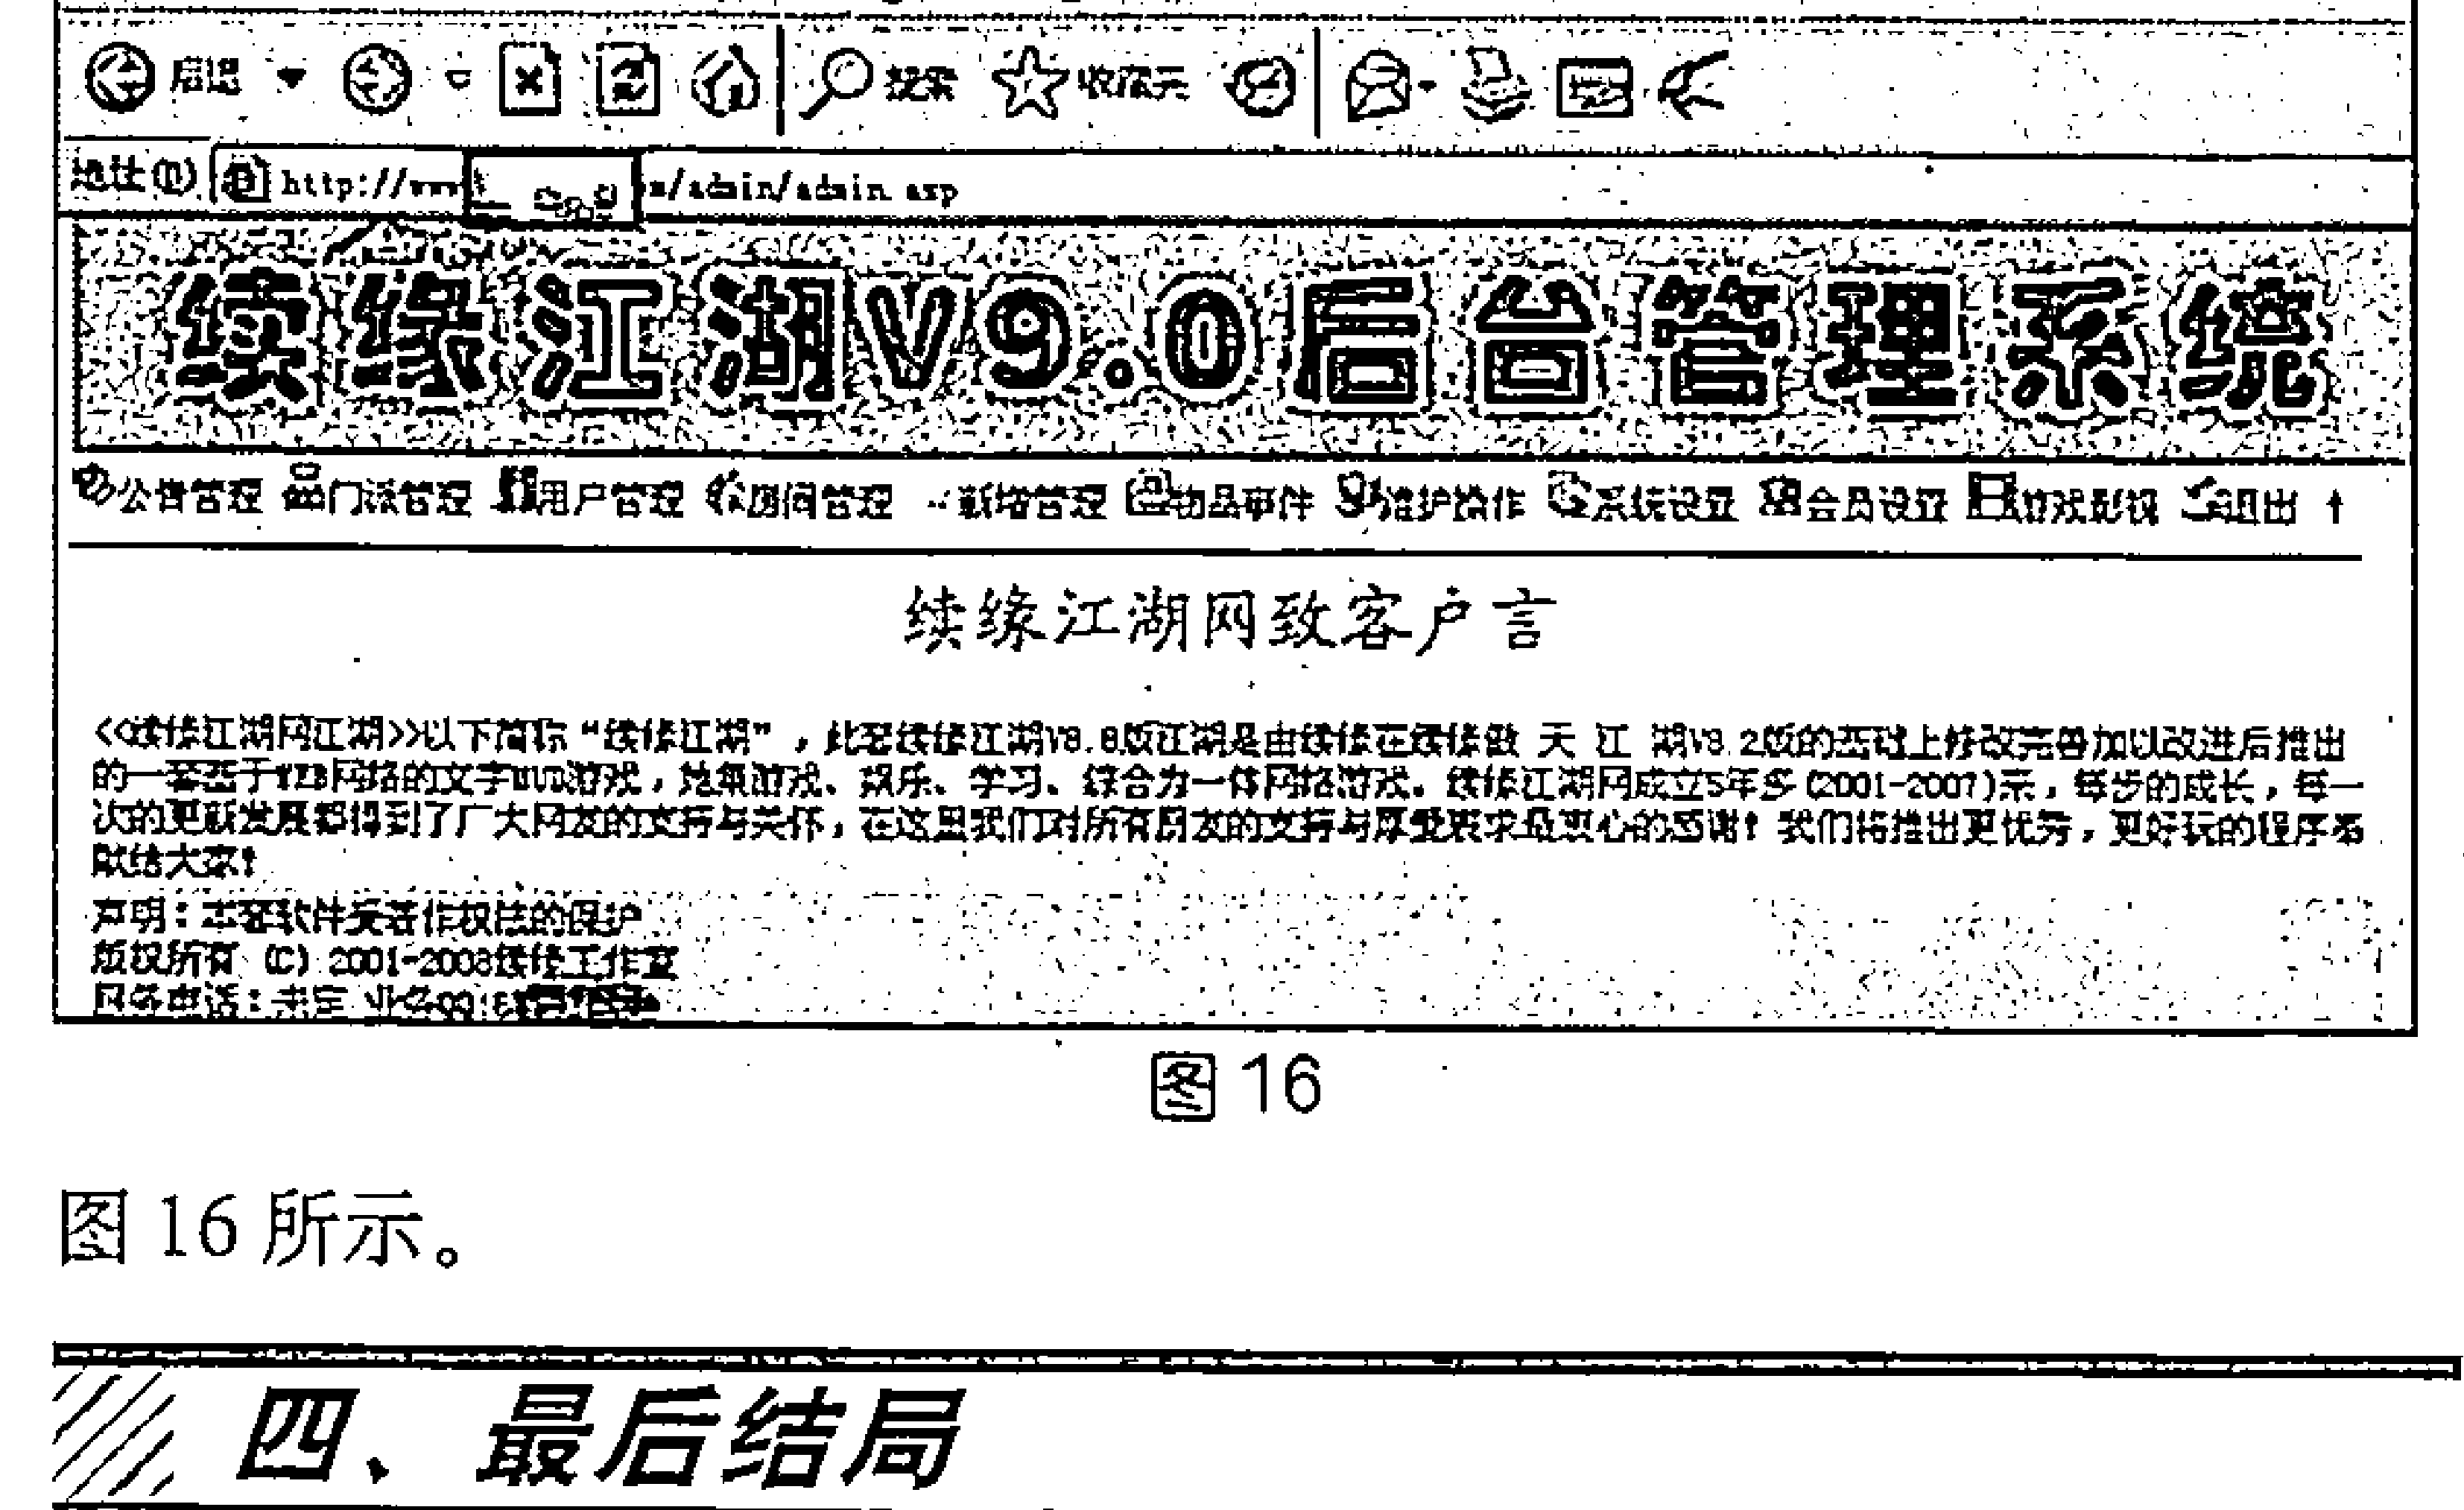 后退 搜索 收藏夹
地址(D) http://www /admin/admin.asp
续缘江湖V9.0后台管理系统
公告管理 门派管理 用户管理 房间管理 新增管理 物品事件 维护操作 系统设置 会员设置 游戏影视 退出 ↑
续缘江湖网致客户言
<<续缘江湖网江湖>>以下简称“续缘江湖”，此套续缘江湖V8.8版江湖是由续缘在续缘傲 天 江 湖V8.2版的基础上修改完善加以改进后推出
的一套基于WEB网络的文字MUD游戏，她集游戏、娱乐、学习、综合为一体网络游戏。续缘江湖网成立5年多(2001-2007)来，每步的成长，每一
次的更新发展都得到了广大网友的支持与关怀，在这里我们对所有朋友的支持与厚爱表示最衷心的感谢！我们将推出更优秀，更好玩的程序奉
献给大家！
声明：本套软件受著作权法的保护
版权所有 (C) 2001-2008续缘工作室
网络电话：未定 业务QQ:
图 16
图 16 所示。
四、最后结局